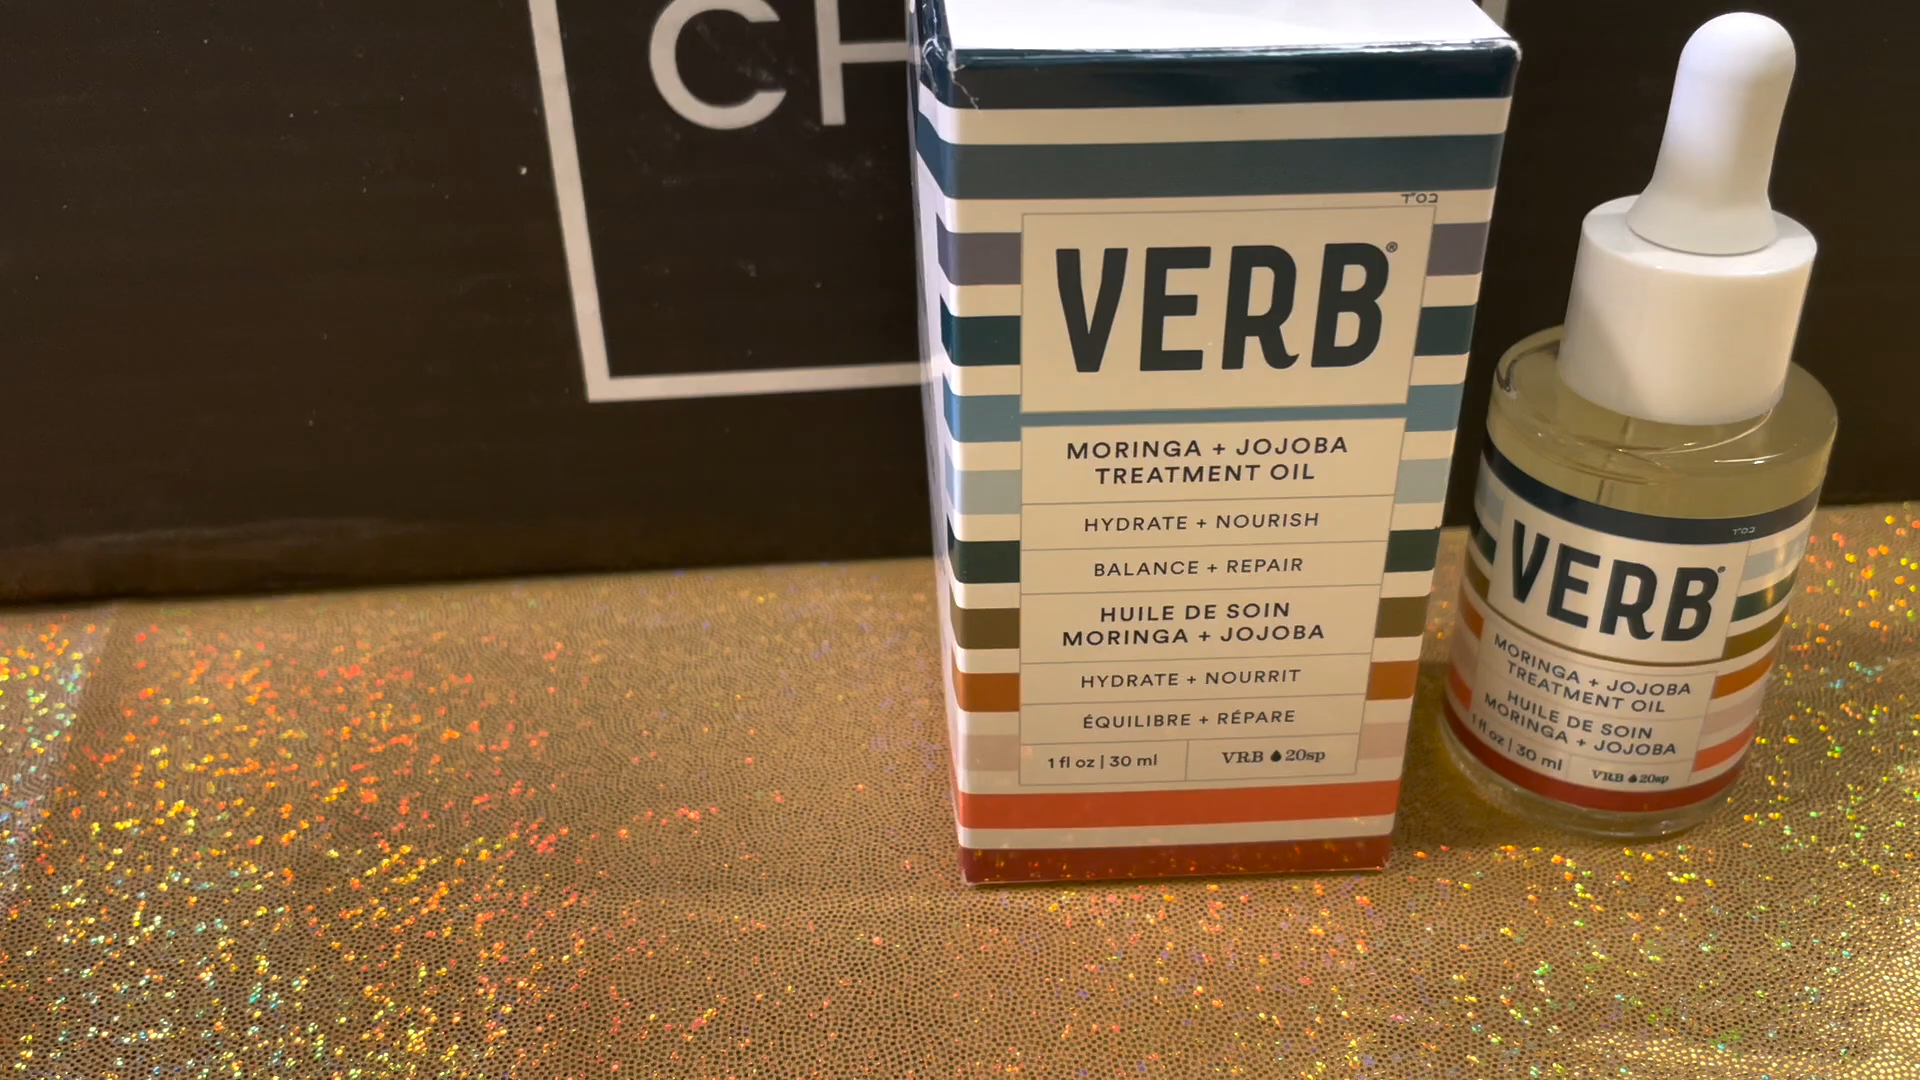 CH
בס״ד
VERB®
MORINGA + JOJOBA
TREATMENT OIL
HYDRATE + NOURISH
BALANCE + REPAIR
HUILE DE SOIN
MORINGA + JOJOBA
HYDRATE + NOURRIT
ÉQUILIBRE + RÉPARE
1 fl oz | 30 ml
VRB 20sp
בס״ד
VERB®
MORINGA + JOJOBA
TREATMENT OIL
HUILE DE SOIN
MORINGA + JOJOBA
1 fl oz | 30 ml
VRB 20sp